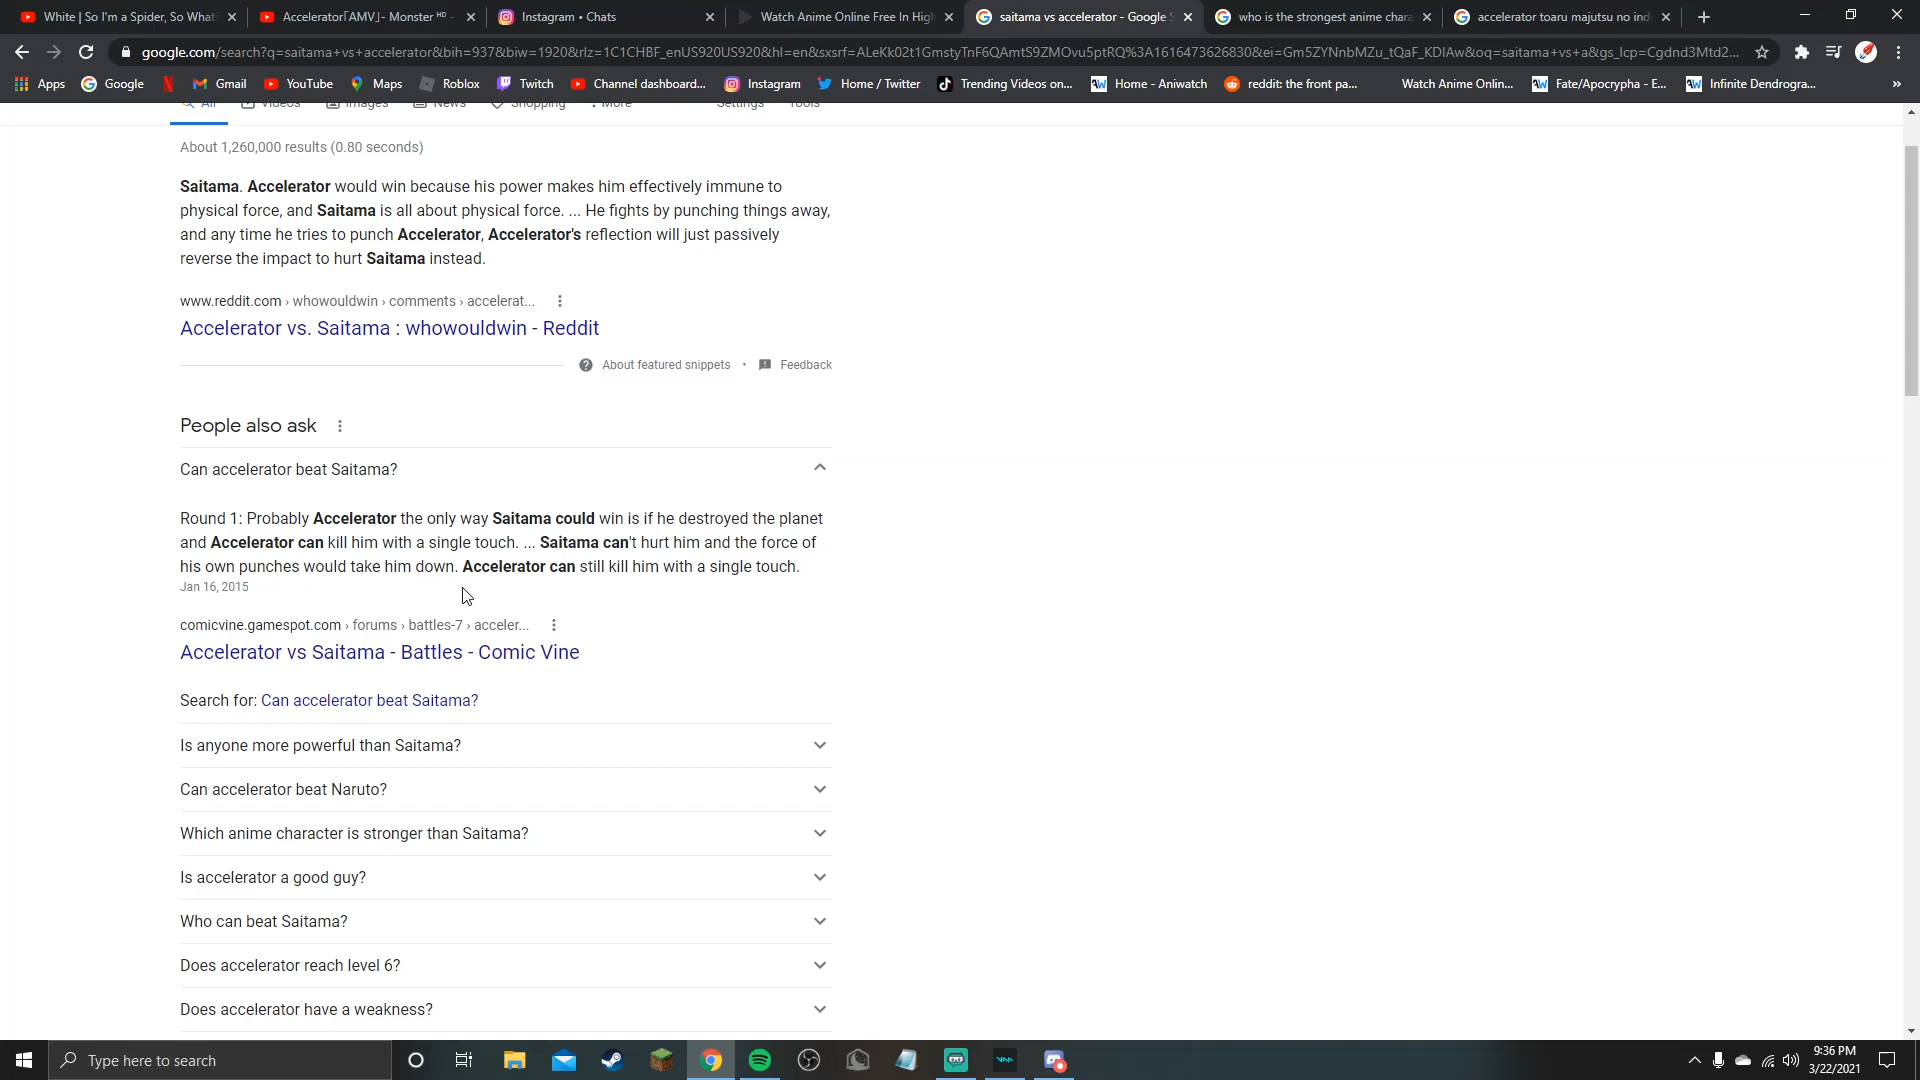 White | So I'm a Spider, So What
Accelerator「AMV」- Monster ᴴᴰ -
Instagram • Chats
Watch Anime Online Free In High
saitama vs accelerator - Google S
who is the strongest anime chara
accelerator toaru majutsu no ind
google.com/search?q=saitama+vs+accelerator&bih=937&biw=1920&rlz=1C1CHBF_enUS920US920&hl=en&sxsrf=ALeKk02t1GmstyTnF6QAmtS9ZMOvu5ptRQ%3A1616473626830&ei=Gm5ZYNnbMZu_tQaF_KDIAw&oq=saitama+vs+a&gs_lcp=Cgdnd3Mtd2...
Apps
Google
Gmail
YouTube
Maps
Roblox
Twitch
Channel dashboard...
Instagram
Home / Twitter
Trending Videos on...
Home - Aniwatch
reddit: the front pa...
Watch Anime Onlin...
Fate/Apocrypha - E...
Infinite Dendrogra...
»
All
Videos
Images
News
Shopping
More
Settings
Tools
About 1,260,000 results (0.80 seconds)
Saitama. Accelerator would win because his power makes him effectively immune to
physical force, and Saitama is all about physical force. ... He fights by punching things away,
and any time he tries to punch Accelerator, Accelerator's reflection will just passively
reverse the impact to hurt Saitama instead.
www.reddit.com › whowouldwin › comments › accelerat...
Accelerator vs. Saitama : whowouldwin - Reddit
About featured snippets • Feedback
People also ask
Can accelerator beat Saitama?
Round 1: Probably Accelerator the only way Saitama could win is if he destroyed the planet
and Accelerator can kill him with a single touch. ... Saitama can't hurt him and the force of
his own punches would take him down. Accelerator can still kill him with a single touch.
Jan 16, 2015
comicvine.gamespot.com › forums › battles-7 › acceler...
Accelerator vs Saitama - Battles - Comic Vine
Search for: Can accelerator beat Saitama?
Is anyone more powerful than Saitama?
Can accelerator beat Naruto?
Which anime character is stronger than Saitama?
Is accelerator a good guy?
Who can beat Saitama?
Does accelerator reach level 6?
Does accelerator have a weakness?
Type here to search
9:36 PM
3/22/2021